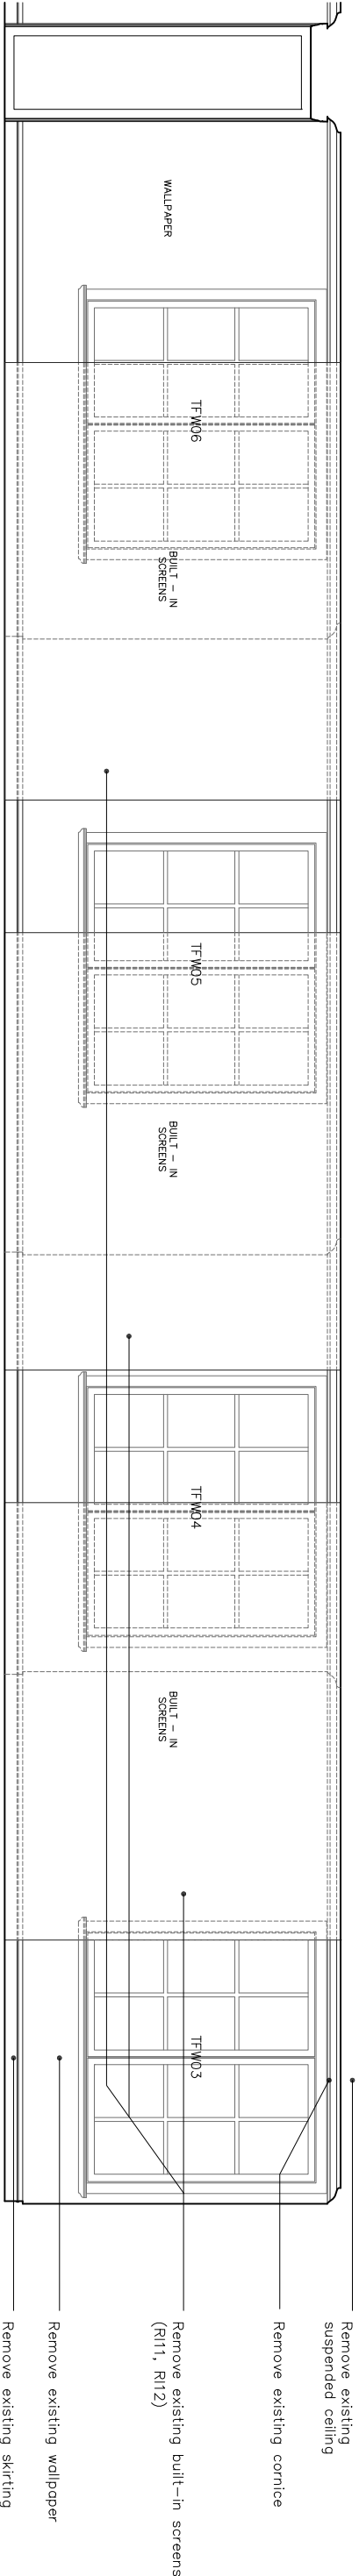 WALLPAPER
TFW06
BUILT - IN
SCREENS
TFW05
BUILT - IN
SCREENS
TFW04
BUILT - IN
SCREENS
TFW03
Remove existing
suspended ceiling
Remove existing cornice
Remove existing built-in screens
(RI11, RI12)
Remove existing wallpaper
Remove existing skirting